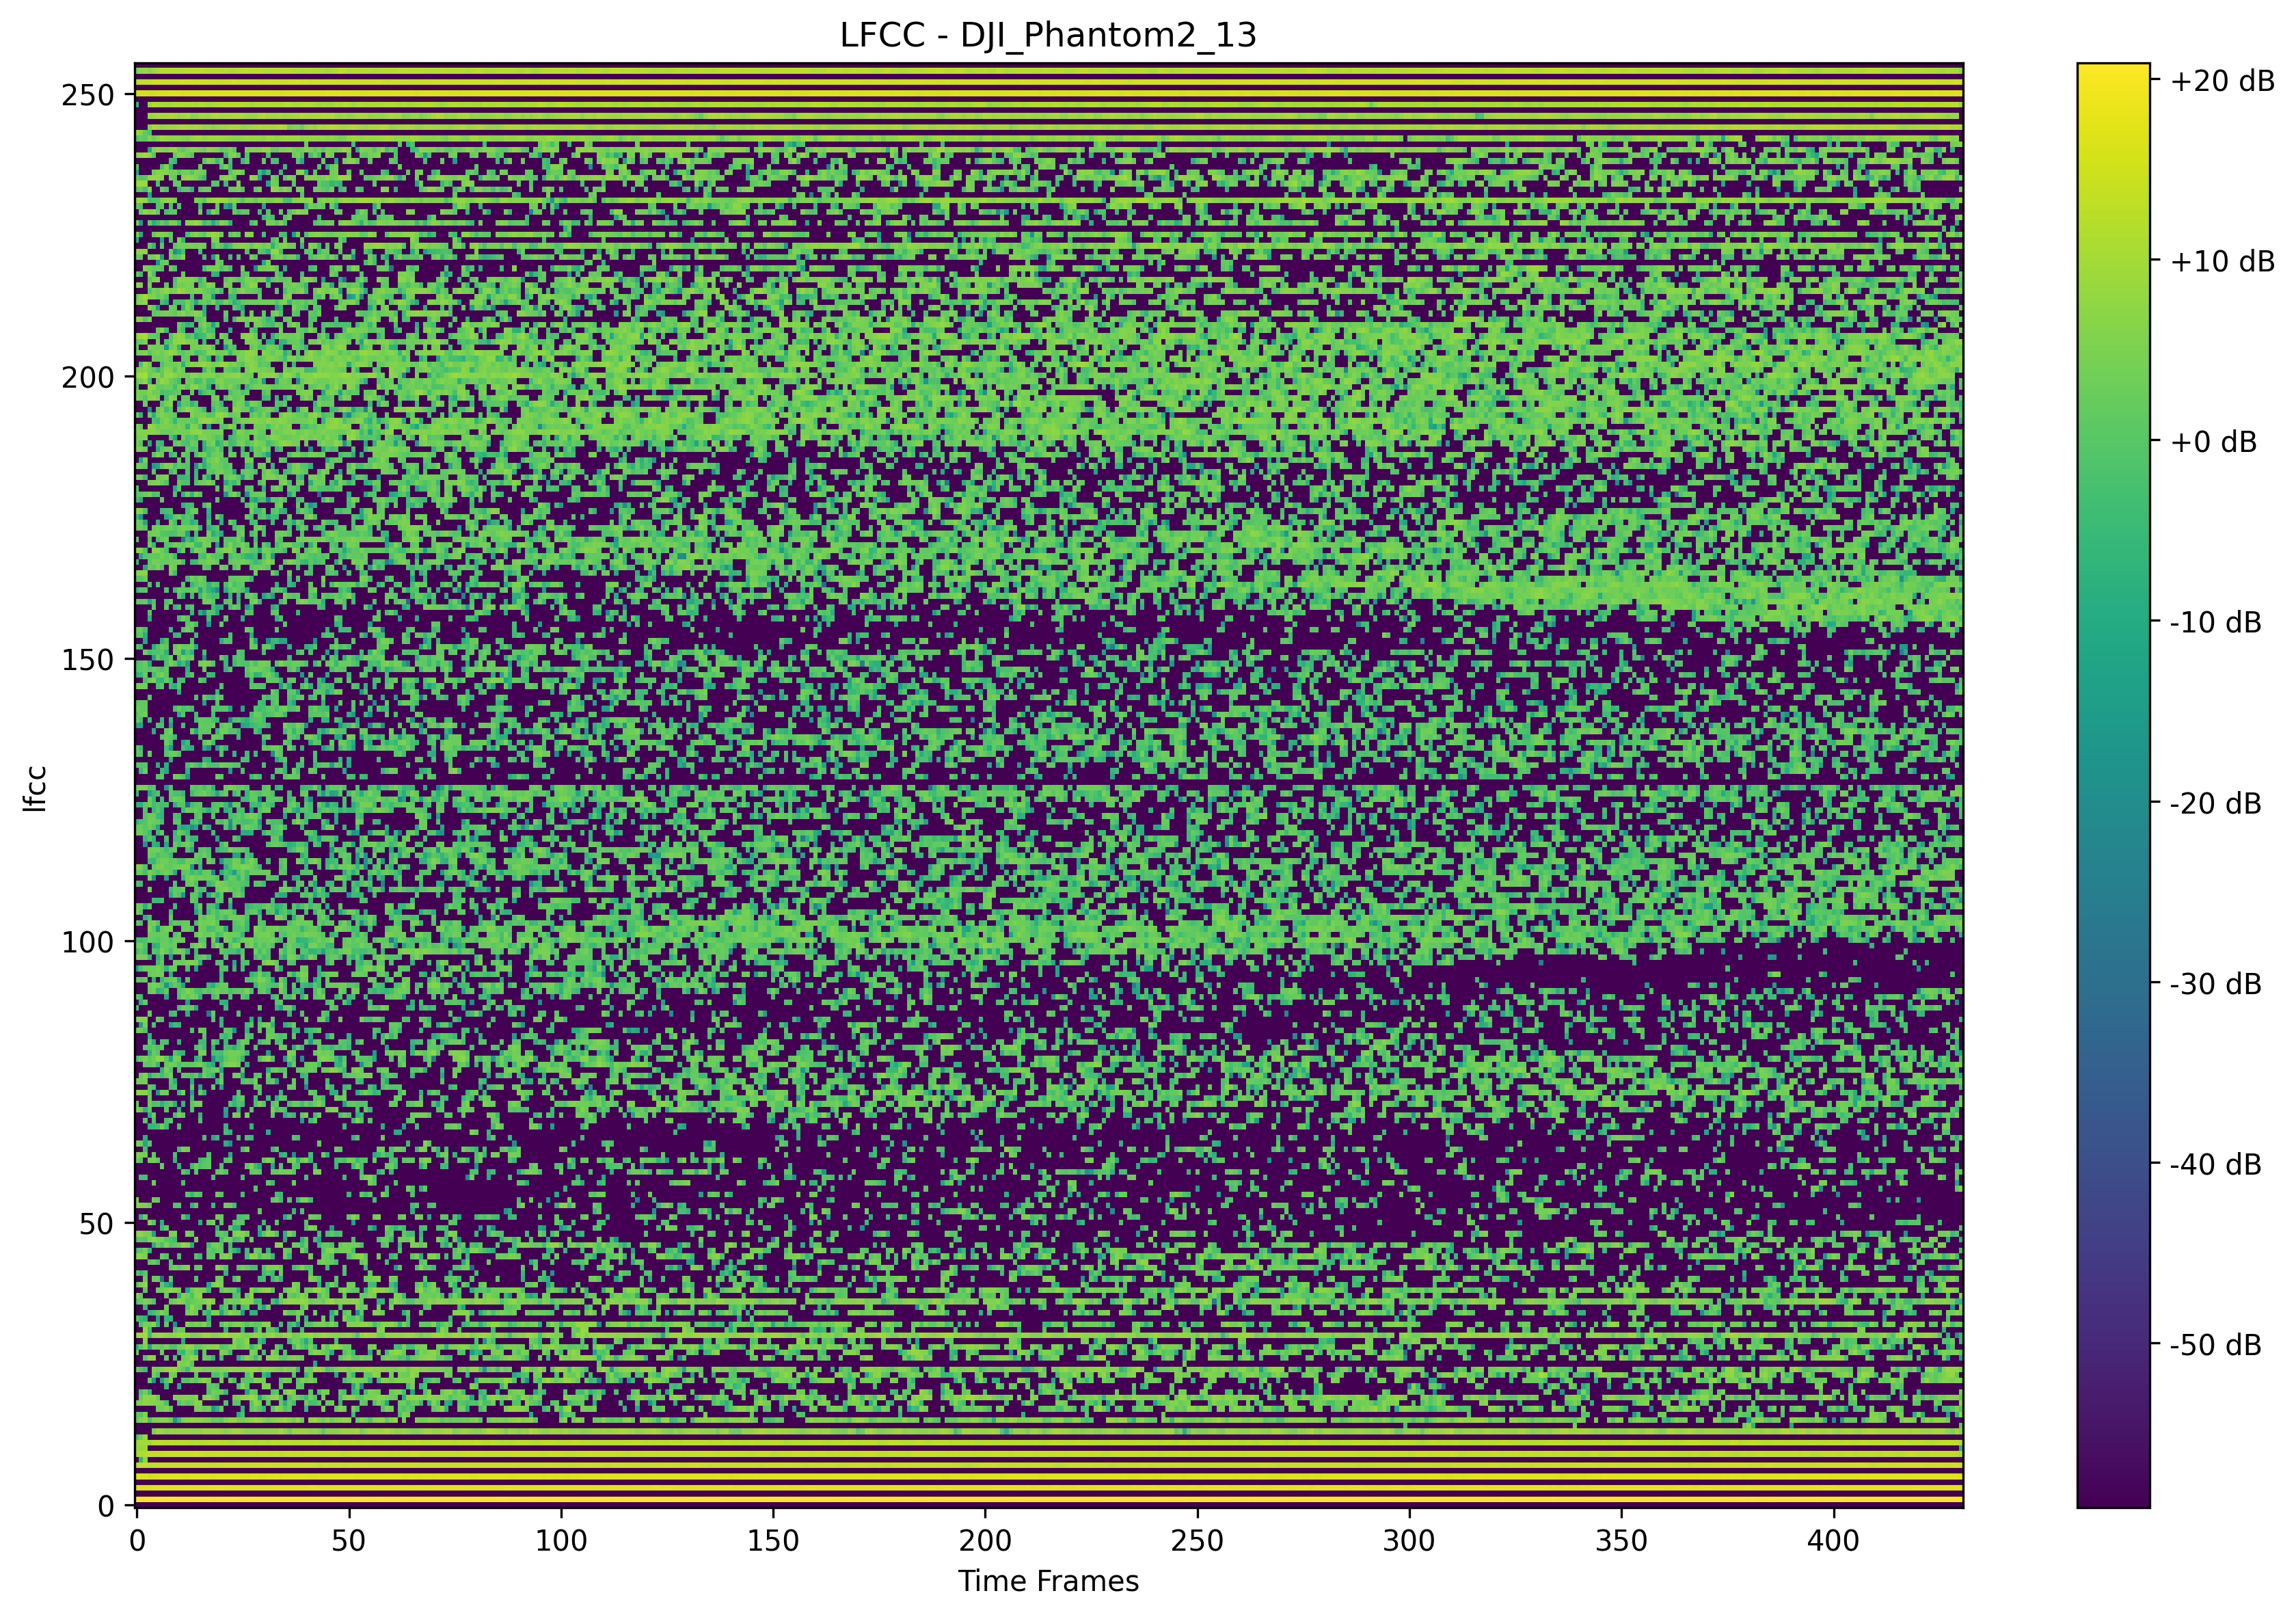 LFCC - DJI_Phantom2_13
250
200
150
100
50
0
lfcc
0 50 100 150 200 250 300 350 400
Time Frames
+20 dB
+10 dB
+0 dB
-10 dB
-20 dB
-30 dB
-40 dB
-50 dB